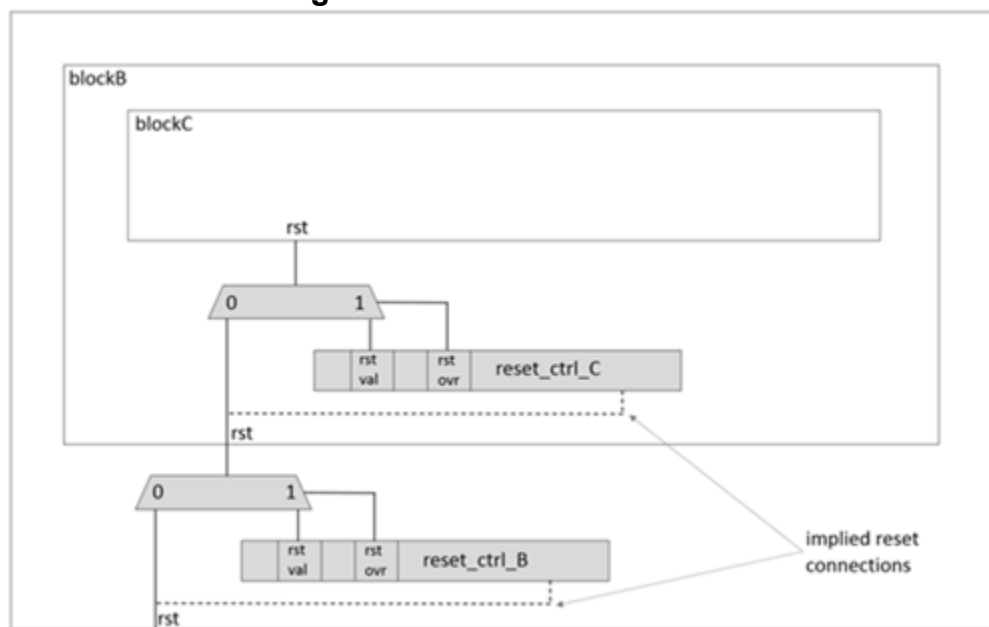 blockB
blockC
rst
0 1
rst val
rst ovr
reset_ctrl_C
rst
0 1
rst val
rst ovr
reset_ctrl_B
implied reset
connections
rst